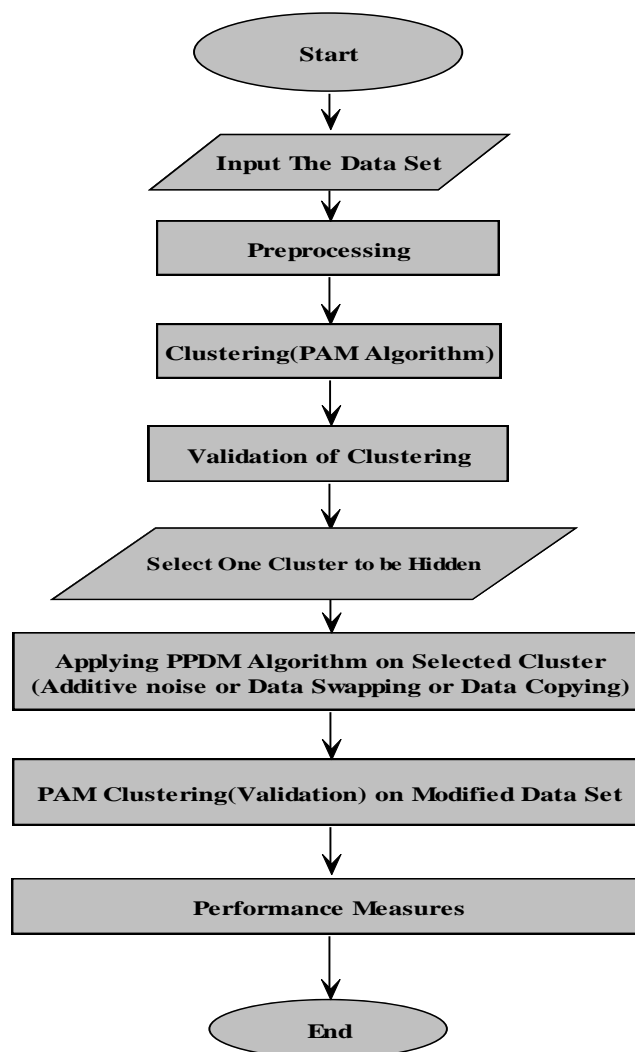 Start
Input The Data Set
Preprocessing
Clustering(PAM Algorithm)
Validation of Clustering
Select One Cluster to be Hidden
Applying PPDM Algorithm on Selected Cluster
(Additive noise or Data Swapping or Data Copying)
PAM Clustering(Validation) on Modified Data Set
Performance Measures
End